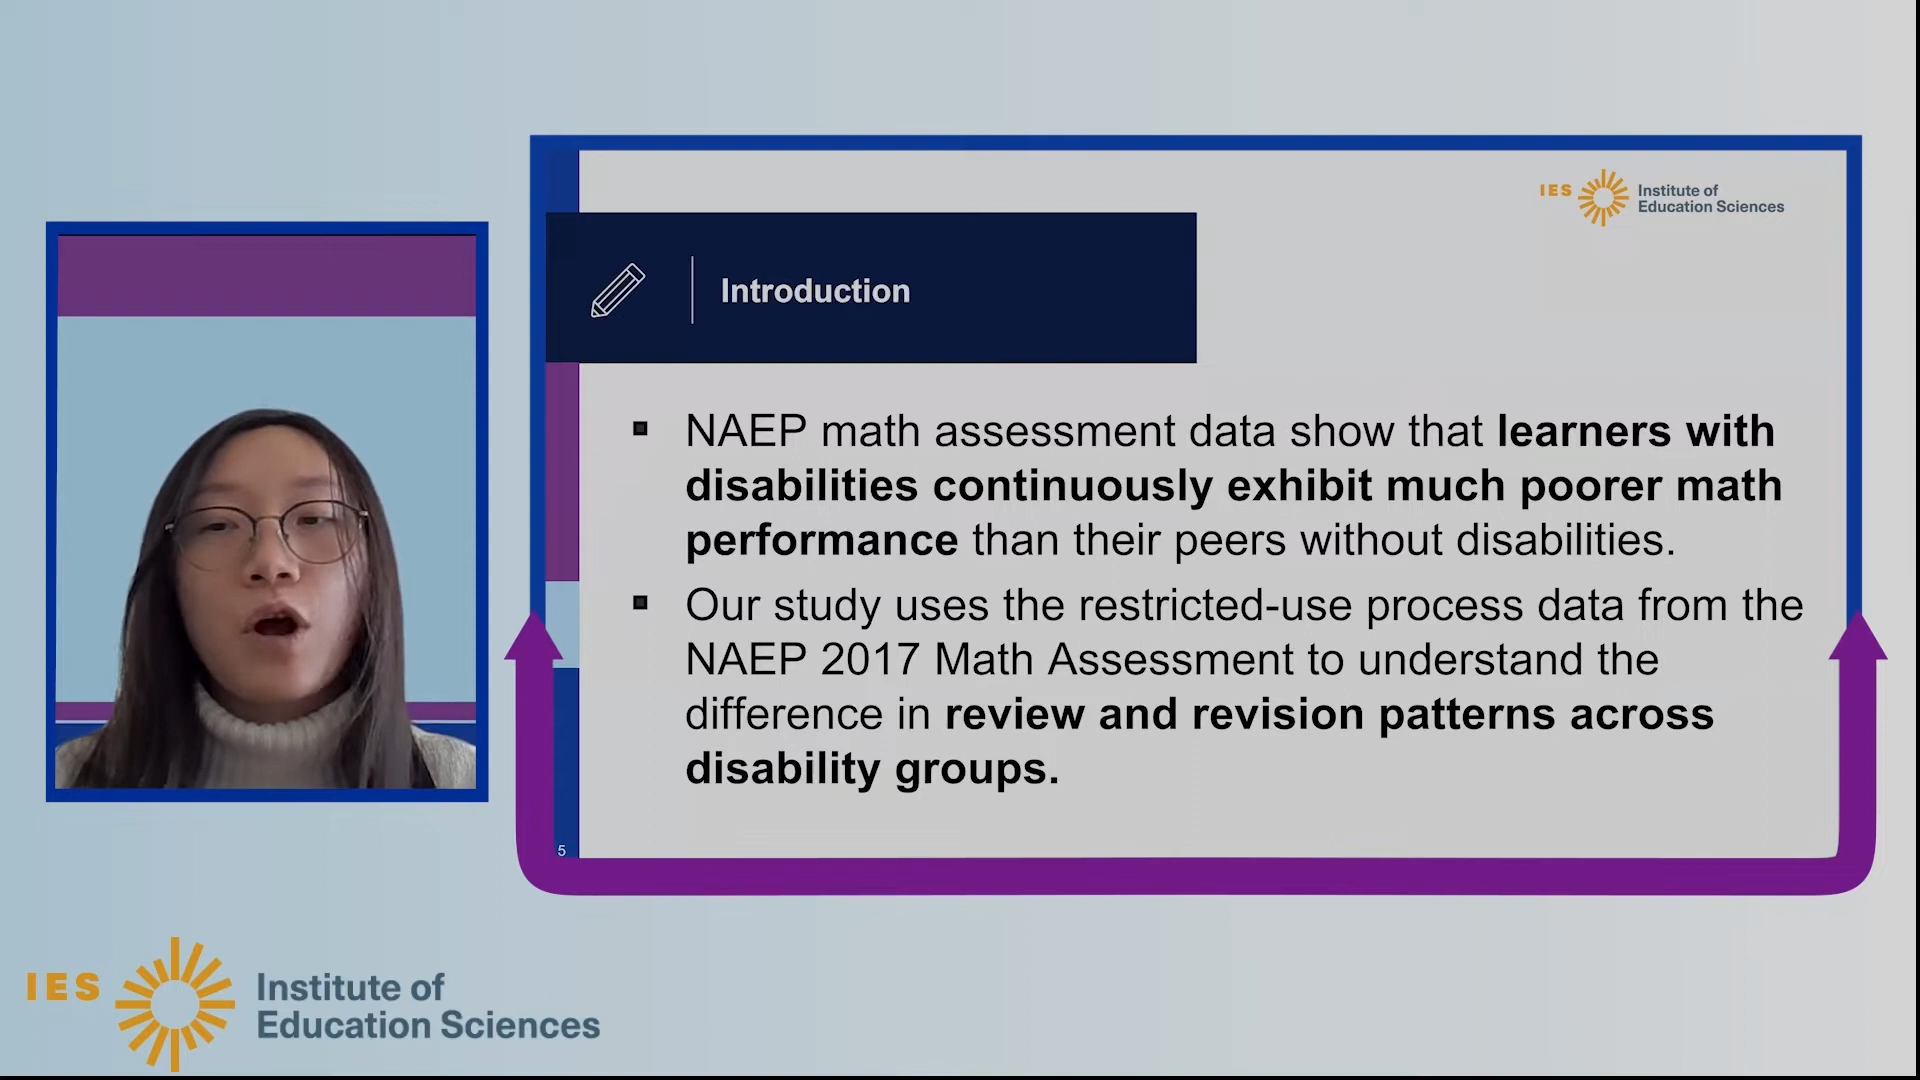 IES
Institute of
Education Sciences
Introduction
▪ NAEP math assessment data show that learners with
disabilities continuously exhibit much poorer math
performance than their peers without disabilities.
▪ Our study uses the restricted-use process data from the
NAEP 2017 Math Assessment to understand the
difference in review and revision patterns across
disability groups.
5
IES
Institute of
Education Sciences